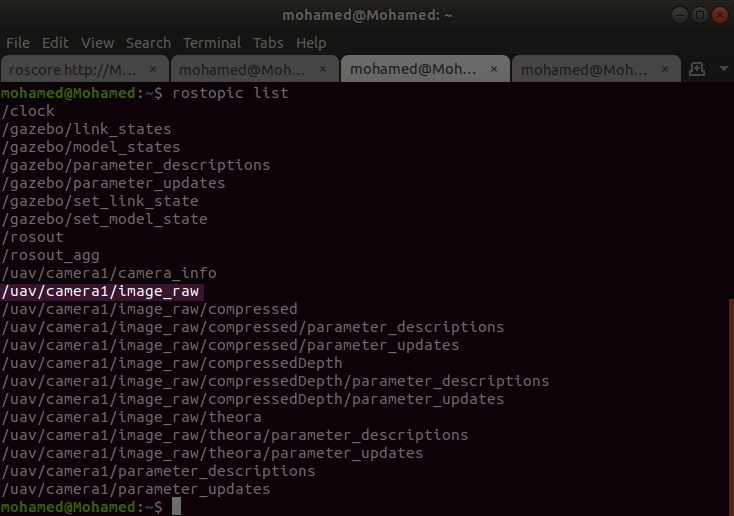 mohamed@Mohamed: ~
File Edit View Search Terminal Tabs Help
roscore http://M... × mohamed@Moh... × mohamed@Moh... × mohamed@Moh... ×
mohamed@Mohamed:~$ rostopic list
/clock
/gazebo/link_states
/gazebo/model_states
/gazebo/parameter_descriptions
/gazebo/parameter_updates
/gazebo/set_link_state
/gazebo/set_model_state
/rosout
/rosout_agg
/uav/camera1/camera_info
/uav/camera1/image_raw
/uav/camera1/image_raw/compressed
/uav/camera1/image_raw/compressed/parameter_descriptions
/uav/camera1/image_raw/compressed/parameter_updates
/uav/camera1/image_raw/compressedDepth
/uav/camera1/image_raw/compressedDepth/parameter_descriptions
/uav/camera1/image_raw/compressedDepth/parameter_updates
/uav/camera1/image_raw/theora
/uav/camera1/image_raw/theora/parameter_descriptions
/uav/camera1/image_raw/theora/parameter_updates
/uav/camera1/parameter_descriptions
/uav/camera1/parameter_updates
mohamed@Mohamed:~$